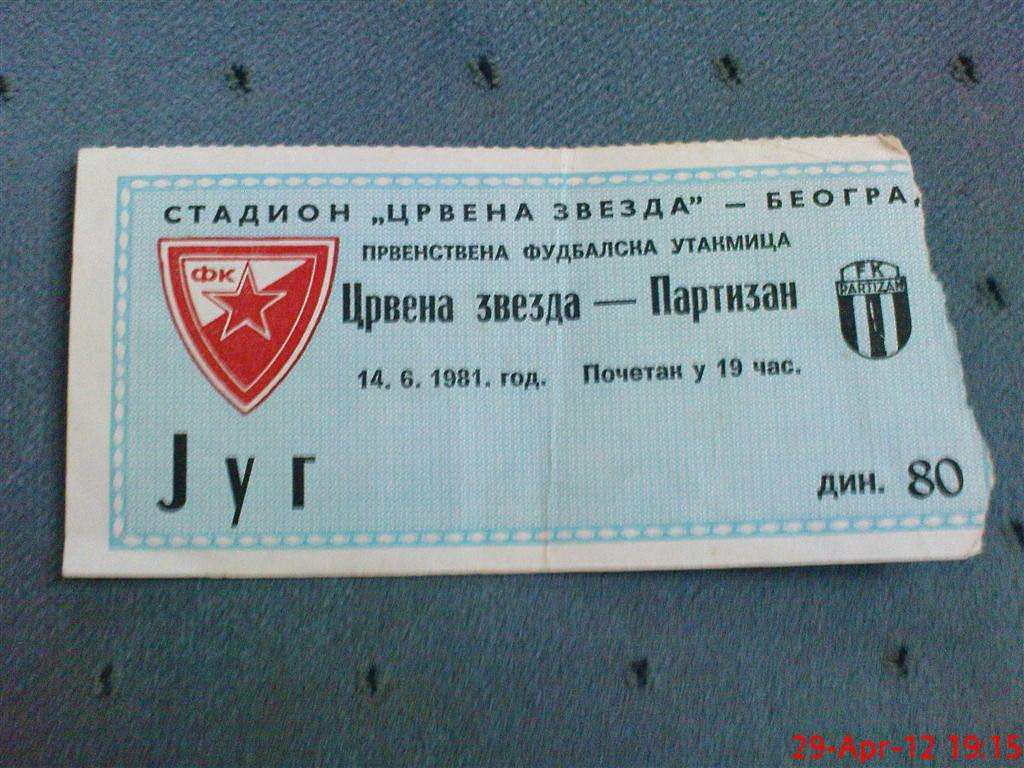 СТАДИОН „ЦРВЕНА ЗВЕЗДА” — БЕОГРА
ПРВЕНСТВЕНА ФУДБАЛСКА УТАКМИЦА
ФК
Црвена звезда — Партизан
FK
PARTIZAN
14. 6. 1981. год. Почетак у 19 час.
Југ
дин. 80
29-Apr-12 19:15